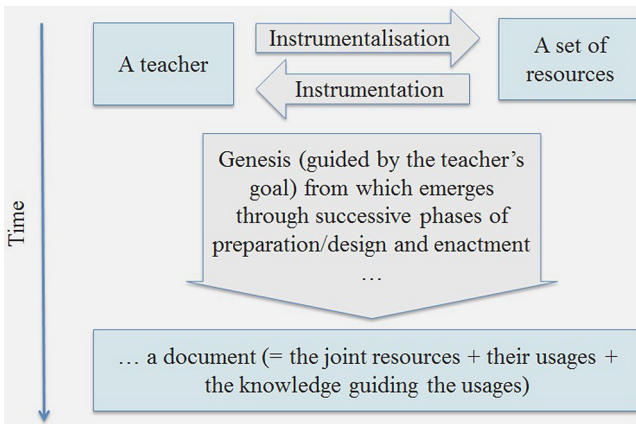 A teacher
Instrumentalisation
Instrumentation
A set of
resources
Time
Genesis (guided by the teacher’s
goal) from which emerges
through successive phases of
preparation/design and enactment
…
… a document (= the joint resources + their usages +
the knowledge guiding the usages)